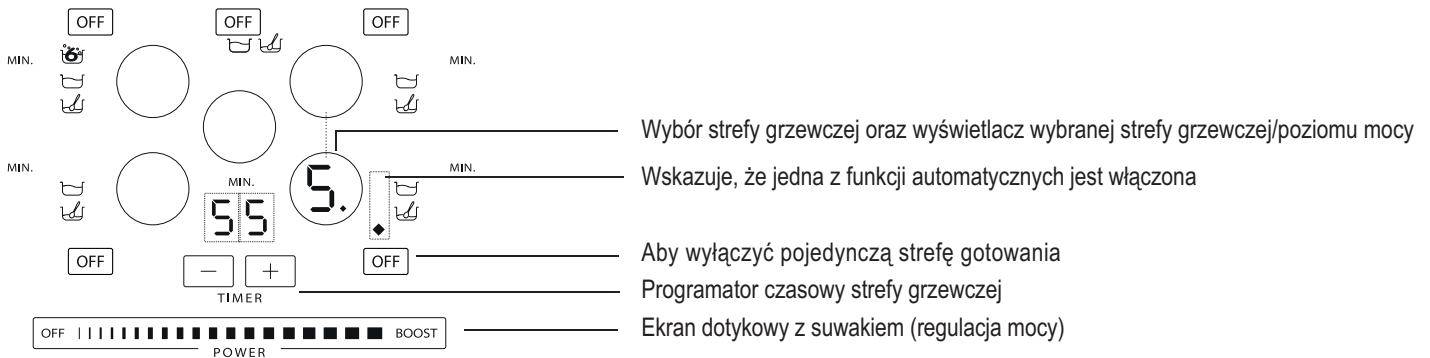 OFF OFF OFF
MIN. MIN.
Wybór strefy grzewczej oraz wyświetlacz wybranej strefy grzewczej/poziomu mocy
MIN. MIN. MIN.
Wskazuje, że jedna z funkcji automatycznych jest włączona
5.
55
OFF OFF
Aby wyłączyć pojedynczą strefę gotowania
− +
TIMER
Programator czasowy strefy grzewczej
OFF BOOST
Ekran dotykowy z suwakiem (regulacja mocy)
POWER